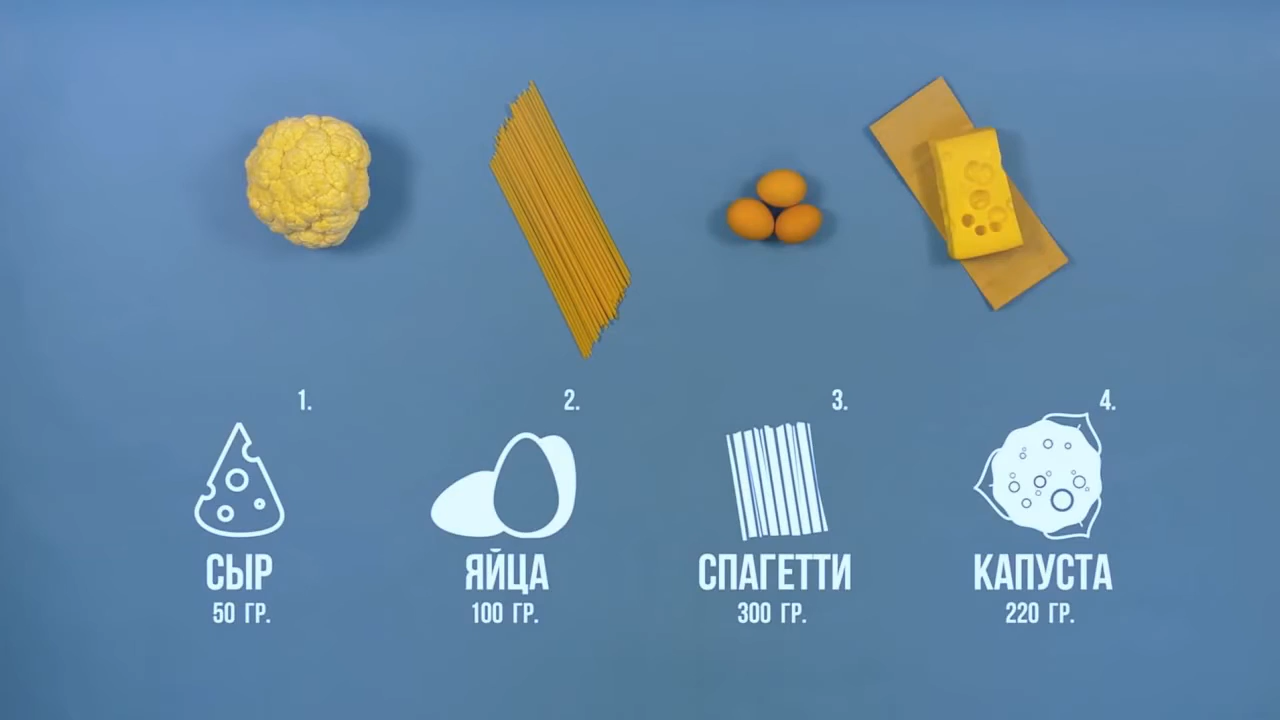 1.
2.
3.
4.
СЫР
ЯЙЦА
СПАГЕТТИ
КАПУСТА
50 ГР.
100 ГР.
300 ГР.
220 ГР.